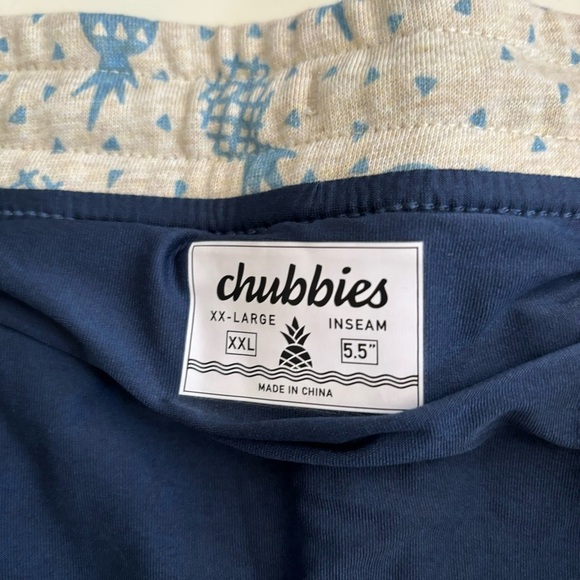 chubbies
XX-LARGE INSEAM
XXL 5.5"
MADE IN CHINA